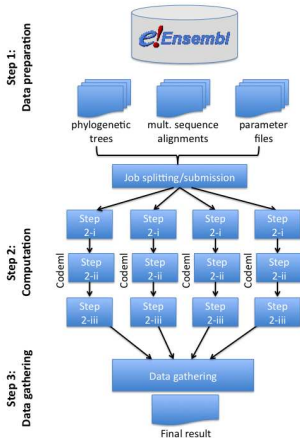 Step 1:
Data preparation
e!Ensembl
phylogenetic
trees
mult. sequence
alignments
parameter
files
Job splitting/submission
Step 2:
Computation
Step
2-i
Step
2-i
Step
2-i
Step
2-i
Codeml
Step
2-ii
Codeml
Step
2-ii
Codeml
Step
2-ii
Codeml
Step
2-ii
Step
2-iii
Step
2-iii
Step
2-iii
Step
2-iii
Step 3:
Data gathering
Data gathering
Final result